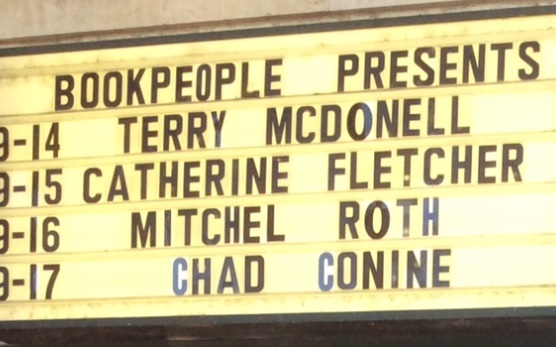 BOOKPEOPLE PRESENTS
9-14 TERRY MCDONELL
9-15 CATHERINE FLETCHER
9-16 MITCHEL ROTH
9-17 CHAD CONINE